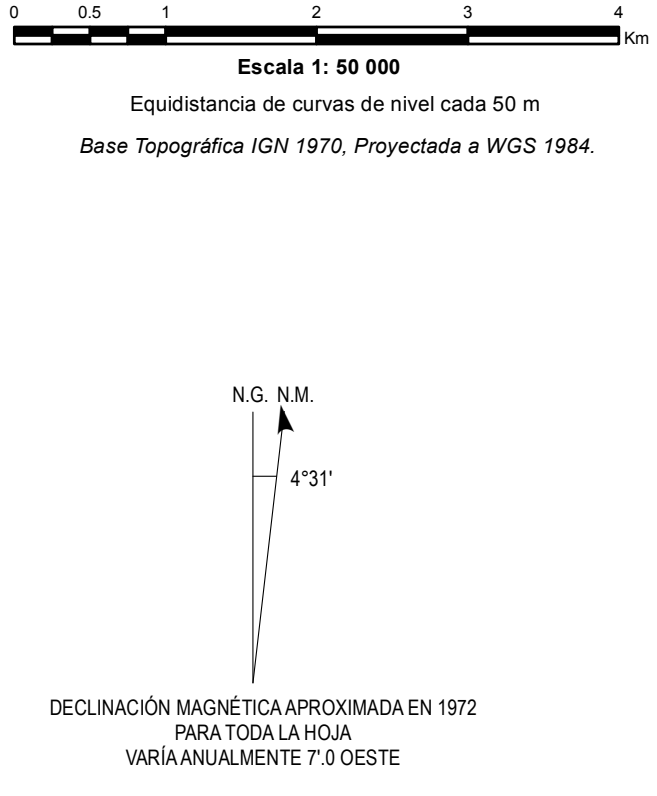 0 0.5 1 2 3 4
Km
Escala 1: 50 000
Equidistancia de curvas de nivel cada 50 m
Base Topográfica IGN 1970, Proyectada a WGS 1984.
N.G. N.M.
4°31'
DECLINACIÓN MAGNÉTICA APROXIMADA EN 1972
PARA TODA LA HOJA
VARÍA ANUALMENTE 7'.0 OESTE